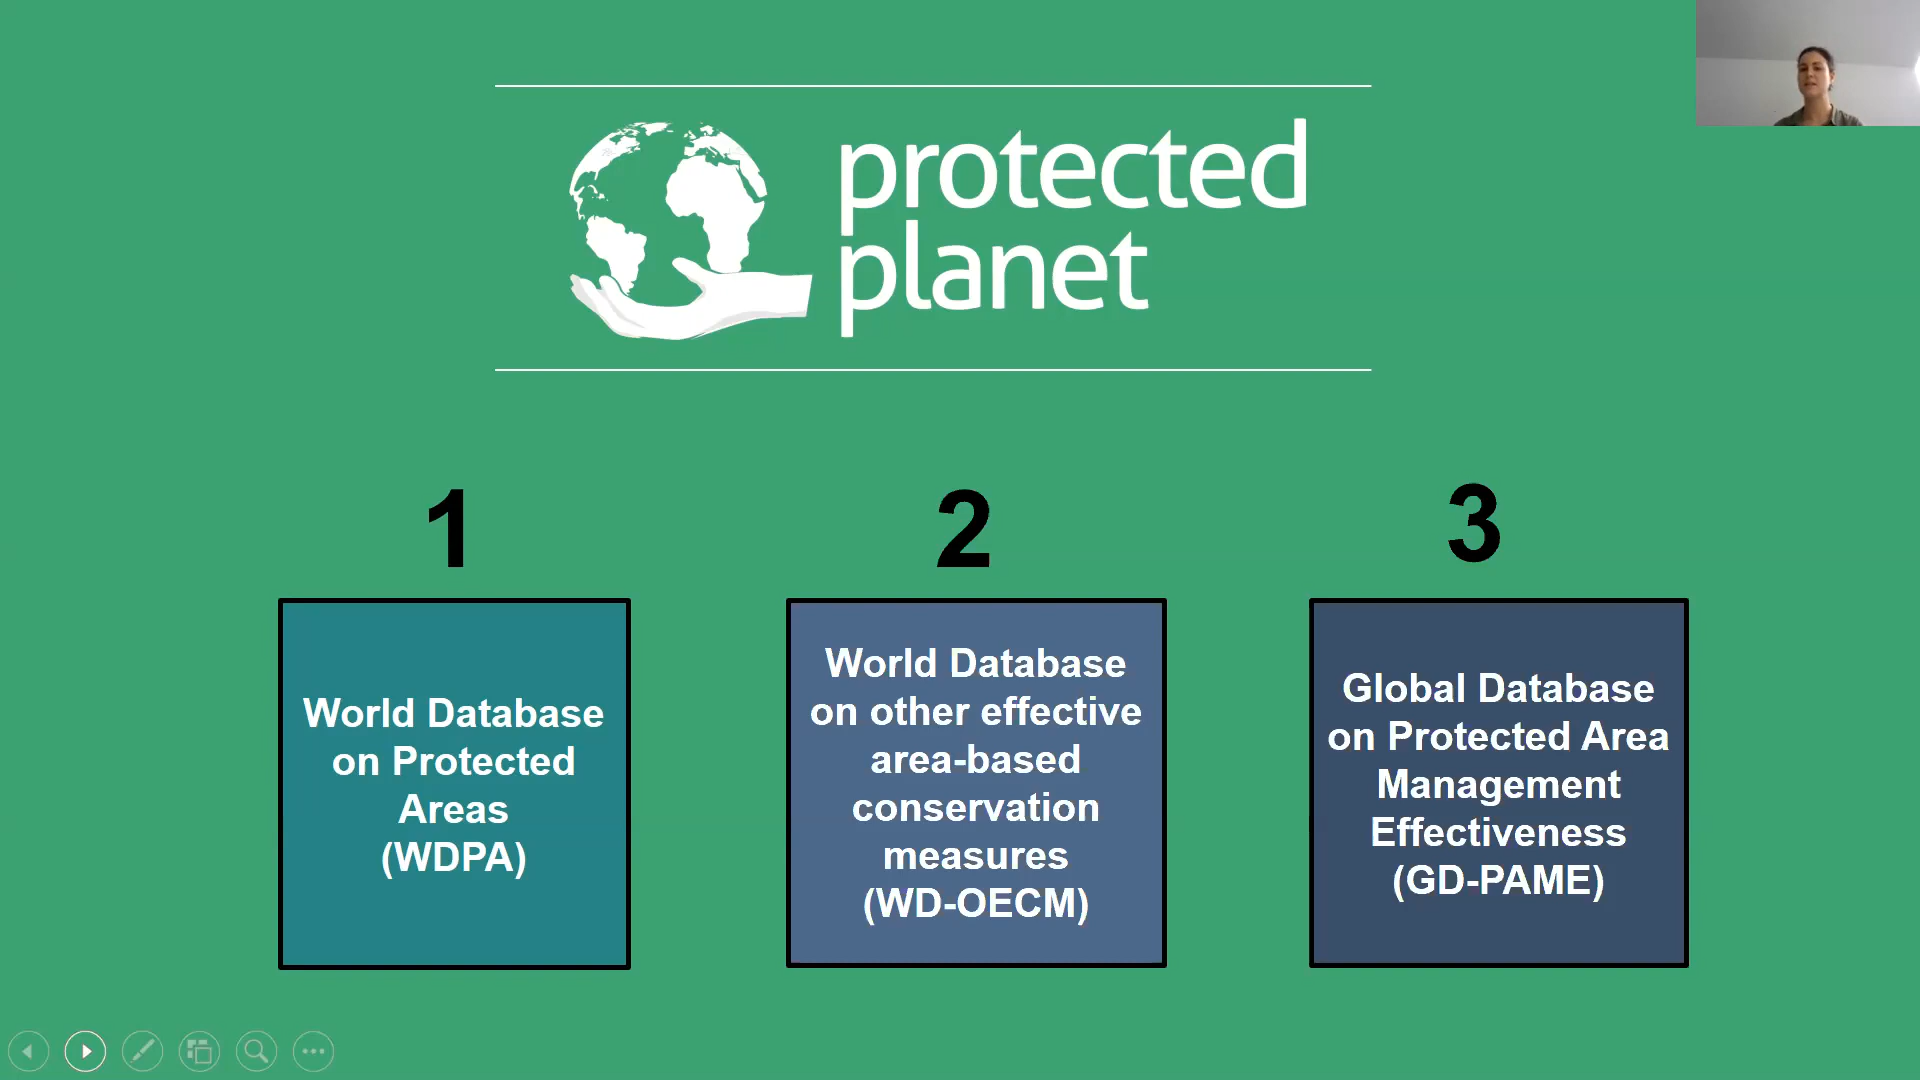 protected
planet
1
World Database
on Protected
Areas
(WDPA)
2
World Database
on other effective
area-based
conservation
measures
(WD-OECM)
3
Global Database
on Protected Area
Management
Effectiveness
(GD-PAME)